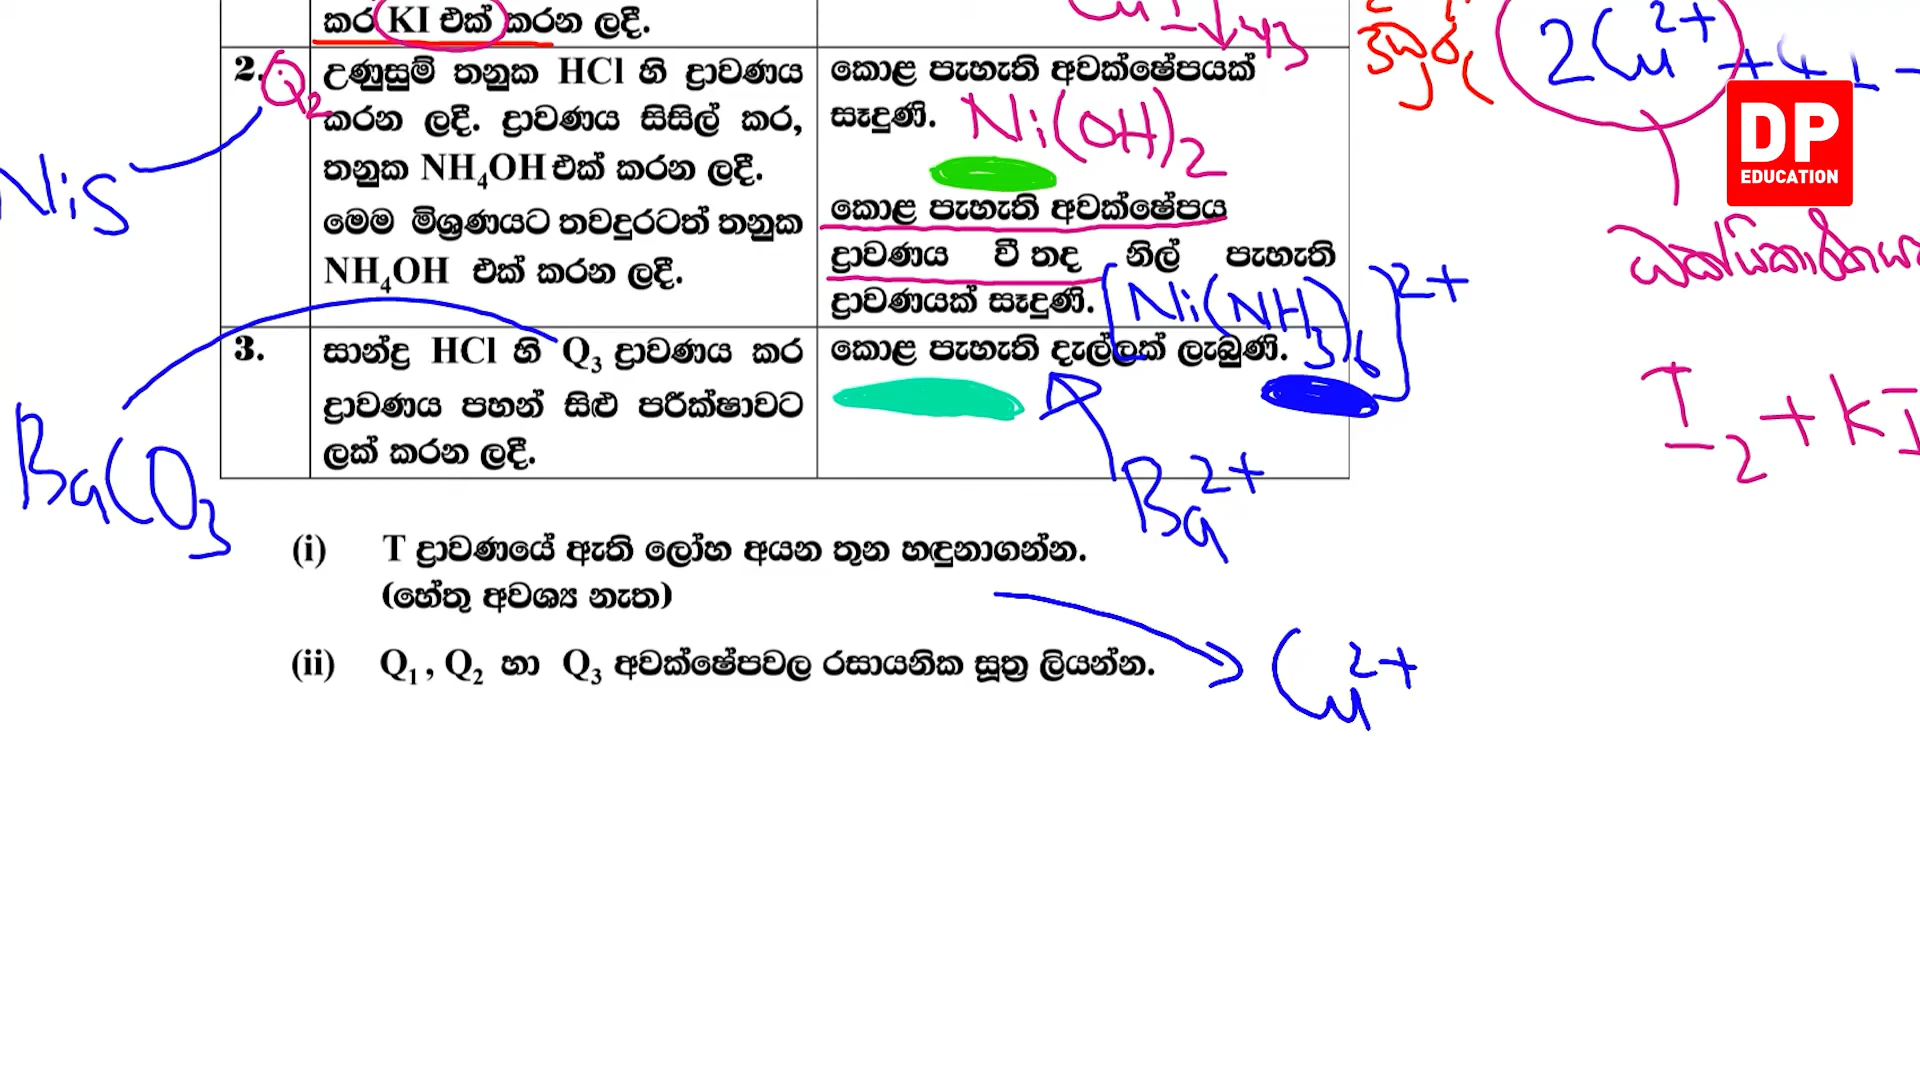 කර KI එක් කරන ලදී.
2. Q2 උණුසුම් තනුක HCl හි ද්‍රාවණය
කරන ලදී. ද්‍රාවණය සිසිල් කර,
තනුක NH₄OH එක් කරන ලදී.
මෙම මිශ්‍රණයට තවදුරටත් තනුක
NH₄OH එක් කරන ලදී.
කොළ පැහැති අවක්ෂේපයක්
සෑදුණි. Ni(OH)2
කොළ පැහැති අවක්ෂේපය
ද්‍රාවණය වී තද නිල් පැහැති
ද්‍රාවණයක් සෑදුණි. [Ni(NH3)6]2+
NiS
3. සාන්ද්‍ර HCl හි Q₃ ද්‍රාවණය කර
ද්‍රාවණය පහන් සිළු පරීක්ෂාවට
ලක් කරන ලදී.
කොළ පැහැති දැල්ලක් ලැබුණි.
BaCO3
Ba2+
(i) T ද්‍රාවණයේ ඇති ලෝහ අයන තුන හඳුනාගන්න.
(හේතු අවශ්‍ය නැත)
(ii) Q₁ , Q₂ හා Q₃ අවක්ෂේපවල රසායනික සූත්‍ර ලියන්න.
Cu2+
2Cu2+ + 4I-
DP
EDUCATION
I2 + KI